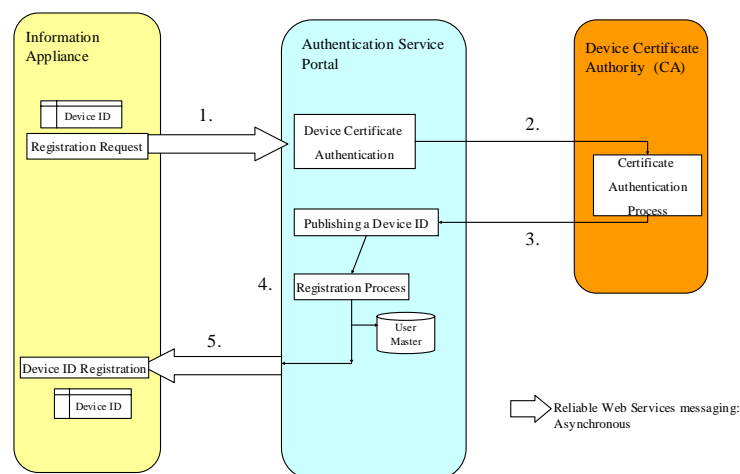 Information
Appliance
Device ID
Registration Request
1.
Authentication Service
Portal
Device Certificate
Authentication
2.
Device Certificate
Authority (CA)
Certificate
Authentication
Process
3.
Publishing a Device ID
4.
Registration Process
User
Master
5.
Device ID Registration
Device ID
Reliable Web Services messaging:
Asynchronous